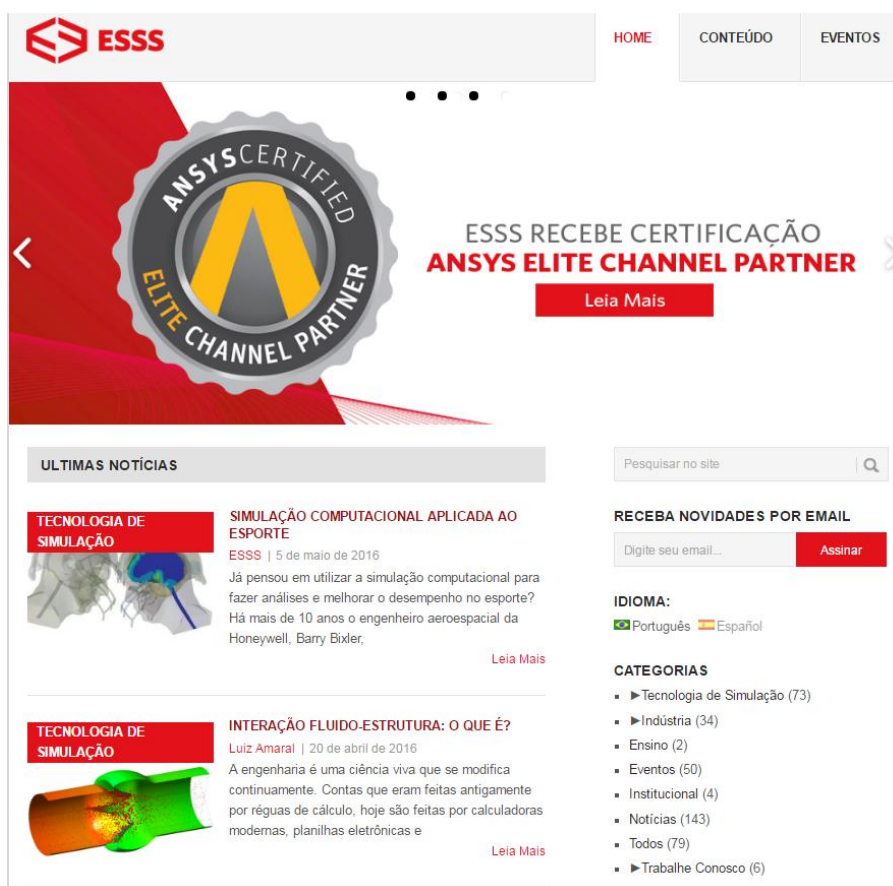 ESSS
HOME
CONTEÚDO
EVENTOS
ANSYS CERTIFIED
ELITE CHANNEL PARTNER
ESSS RECEBE CERTIFICAÇÃO
ANSYS ELITE CHANNEL PARTNER
Leia Mais
ULTIMAS NOTÍCIAS
TECNOLOGIA DE
SIMULAÇÃO
SIMULAÇÃO COMPUTACIONAL APLICADA AO
ESPORTE
ESSS | 5 de maio de 2016
Já pensou em utilizar a simulação computacional para
fazer análises e melhorar o desempenho no esporte?
Há mais de 10 anos o engenheiro aeroespacial da
Honeywell, Barry Bixler,
Leia Mais
TECNOLOGIA DE
SIMULAÇÃO
INTERAÇÃO FLUIDO-ESTRUTURA: O QUE É?
Luiz Amaral | 20 de abril de 2016
A engenharia é uma ciência viva que se modifica
continuamente. Contas que eram feitas antigamente
por réguas de cálculo, hoje são feitas por calculadoras
modernas, planilhas eletrônicas e
Leia Mais
Pesquisar no site
RECEBA NOVIDADES POR EMAIL
Digite seu email...
Assinar
IDIOMA:
Português Español
CATEGORIAS
►Tecnologia de Simulação (73)
►Indústria (34)
Ensino (2)
Eventos (50)
Institucional (4)
Notícias (143)
Todos (79)
►Trabalhe Conosco (6)